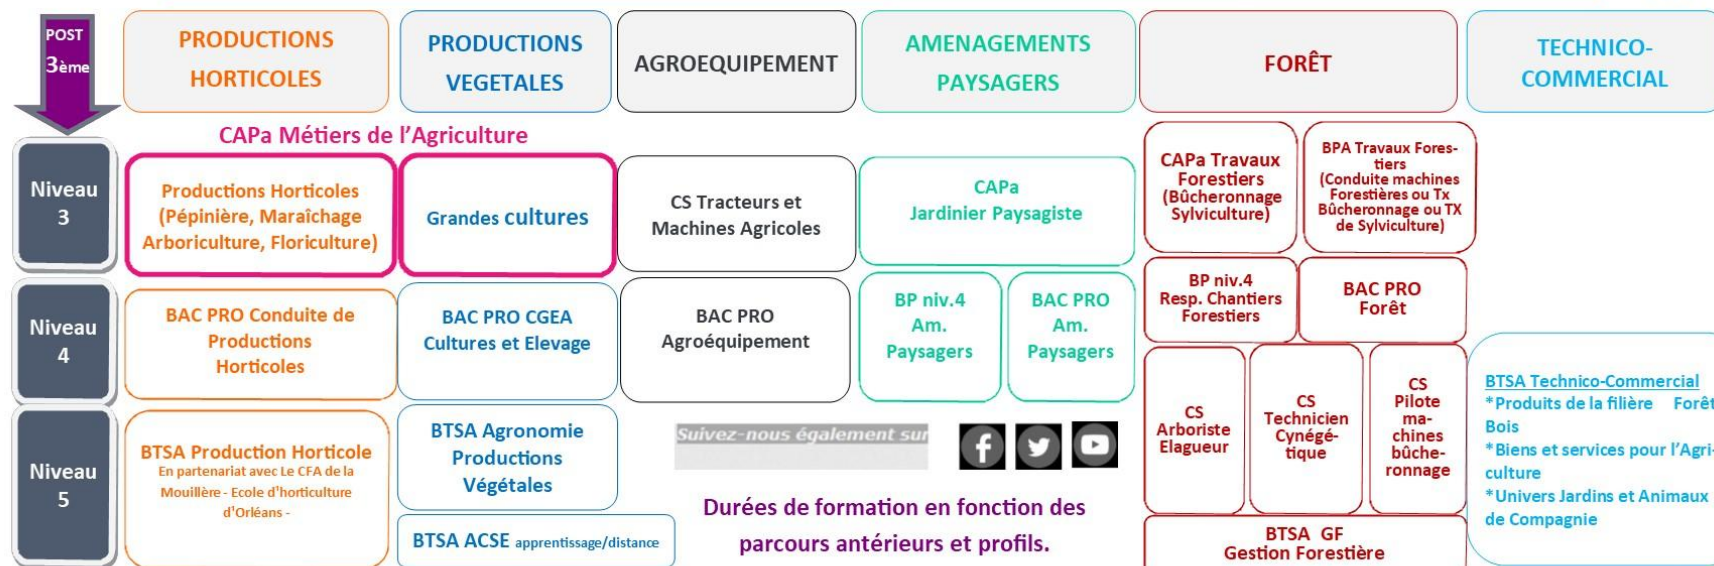 POST
3ème
PRODUCTIONS
HORTICOLES
PRODUCTIONS
VEGETALES
AGROEQUIPEMENT
AMENAGEMENTS
PAYSAGERS
FORÊT
TECHNICO-
COMMERCIAL
CAPa Métiers de l'Agriculture
Niveau
3
Productions Horticoles
(Pépinière, Maraîchage
Arboriculture, Floriculture)
Grandes cultures
CS Tracteurs et
Machines Agricoles
CAPa
Jardinier Paysagiste
CAPa Travaux
Forestiers
(Bûcheronnage
Sylviculture)
BPA Travaux Fores-
tiers
(Conduite machines
Forestières ou Tx
Bûcheronnage ou TX
de Sylviculture)
Niveau
4
BAC PRO Conduite de
Productions
Horticoles
BAC PRO CGEA
Cultures et Elevage
BAC PRO
Agroéquipement
BP niv.4
Am.
Paysagers
BAC PRO
Am.
Paysagers
BP niv.4
Resp. Chantiers
Forestiers
BAC PRO
Forêt
Niveau
5
BTSA Production Horticole
En partenariat avec Le CFA de la
Mouillère - Ecole d'horticulture
d'Orléans -
BTSA Agronomie
Productions
Végétales
BTSA ACSE apprentissage/distance
Suivez-nous également sur
Durées de formation en fonction des
parcours antérieurs et profils.
CS
Arboriste
Elagueur
CS
Technicien
Cynégé-
tique
CS
Pilote
ma-
chines
bûche-
ronnage
BTSA GF
Gestion Forestière
BTSA Technico-Commercial
*Produits de la filière Forêt
Bois
*Biens et services pour l'Agri-
culture
*Univers Jardins et Animaux
de Compagnie